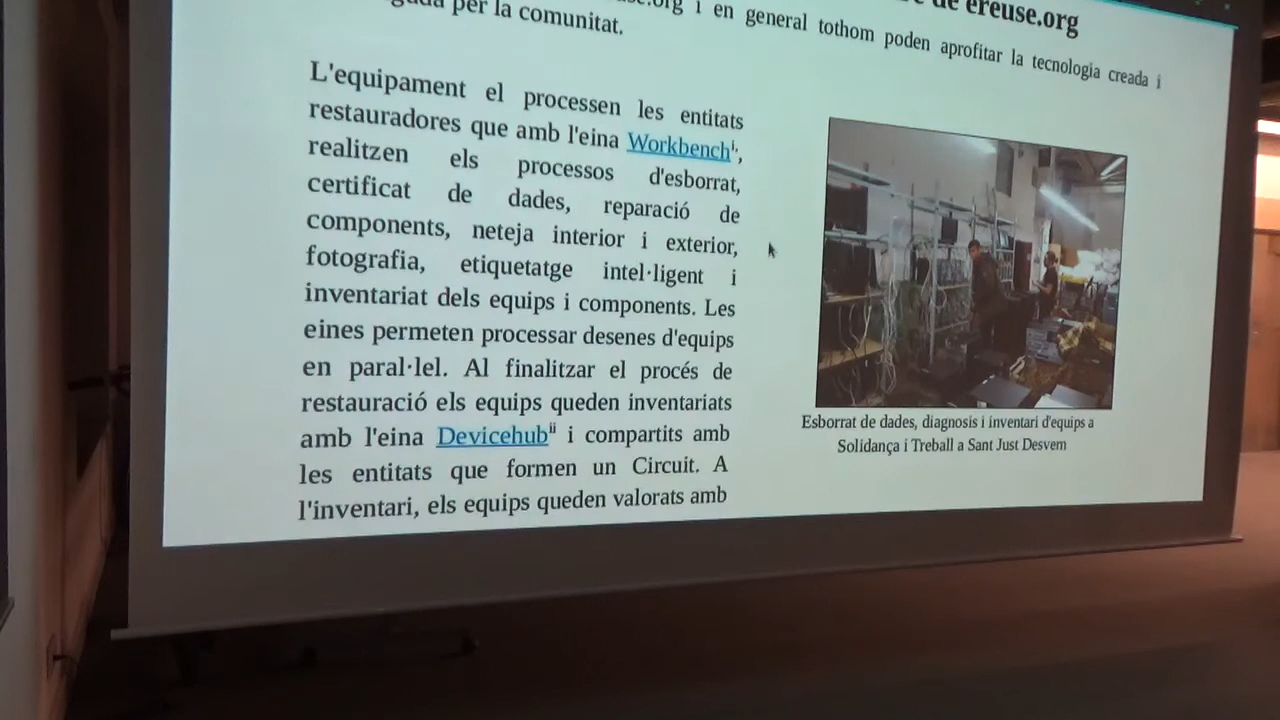 de ereuse.org
i en general tothom poden aprofitar la tecnologia creada i
per la comunitat.
L'equipament el processen les entitats
restauradores que amb l'eina Workbenchⁱ,
realitzen els processos d'esborrat,
certificat de dades, reparació de
components, neteja interior i exterior,
fotografia, etiquetatge intel·ligent i
inventariat dels equips i components. Les
eines permeten processar desenes d'equips
en paral·lel. Al finalitzar el procés de
restauració els equips queden inventariats
amb l'eina Devicehubⁱⁱ i compartits amb
les entitats que formen un Circuit. A
l'inventari, els equips queden valorats amb
Esborrat de dades, diagnosis i inventari d'equips a
Solidança i Treball a Sant Just Desvern